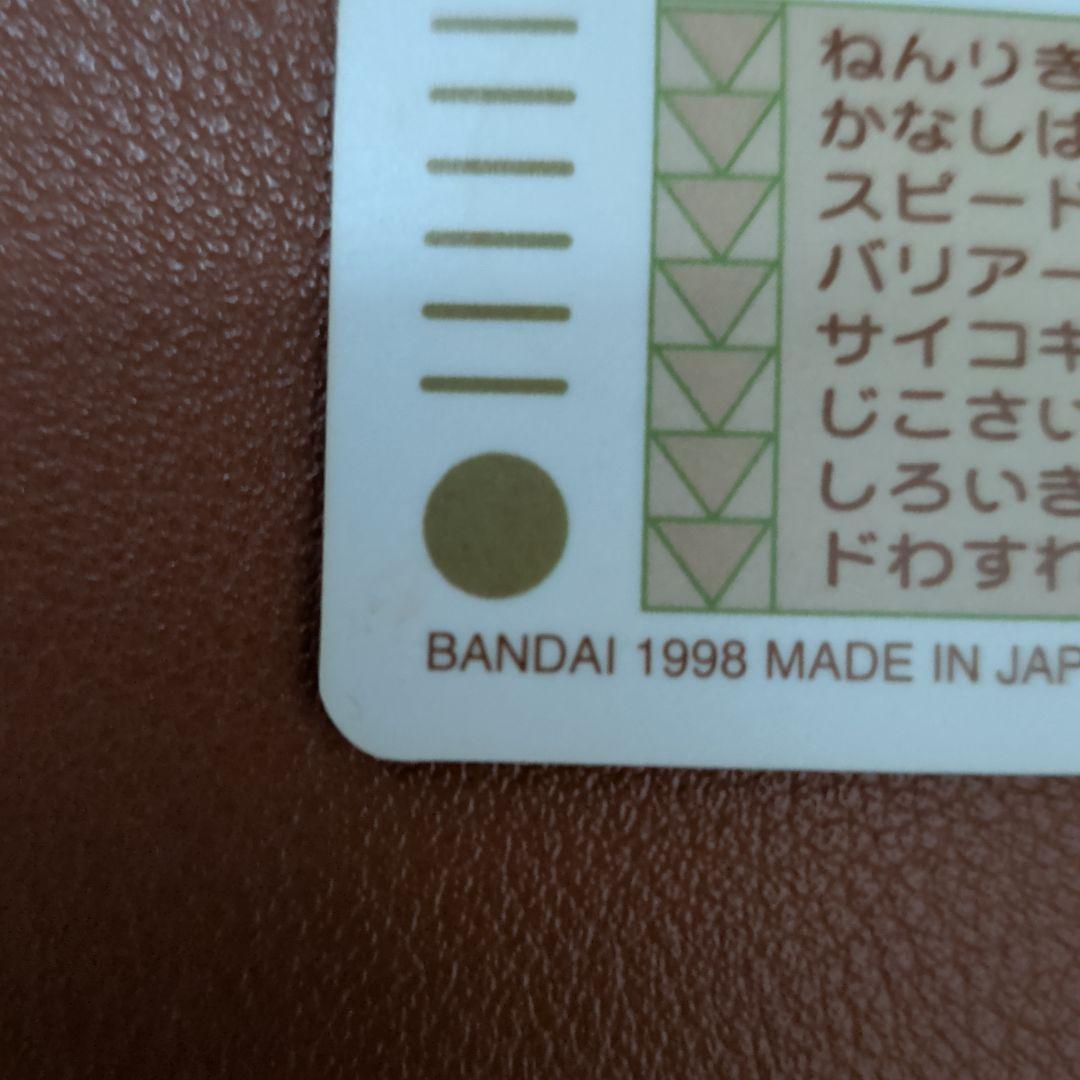 ねんりき
かなしば
スピード
バリアー
サイコキ
じこさい
しろいき
ドわすれ
BANDAI 1998 MADE IN JAP